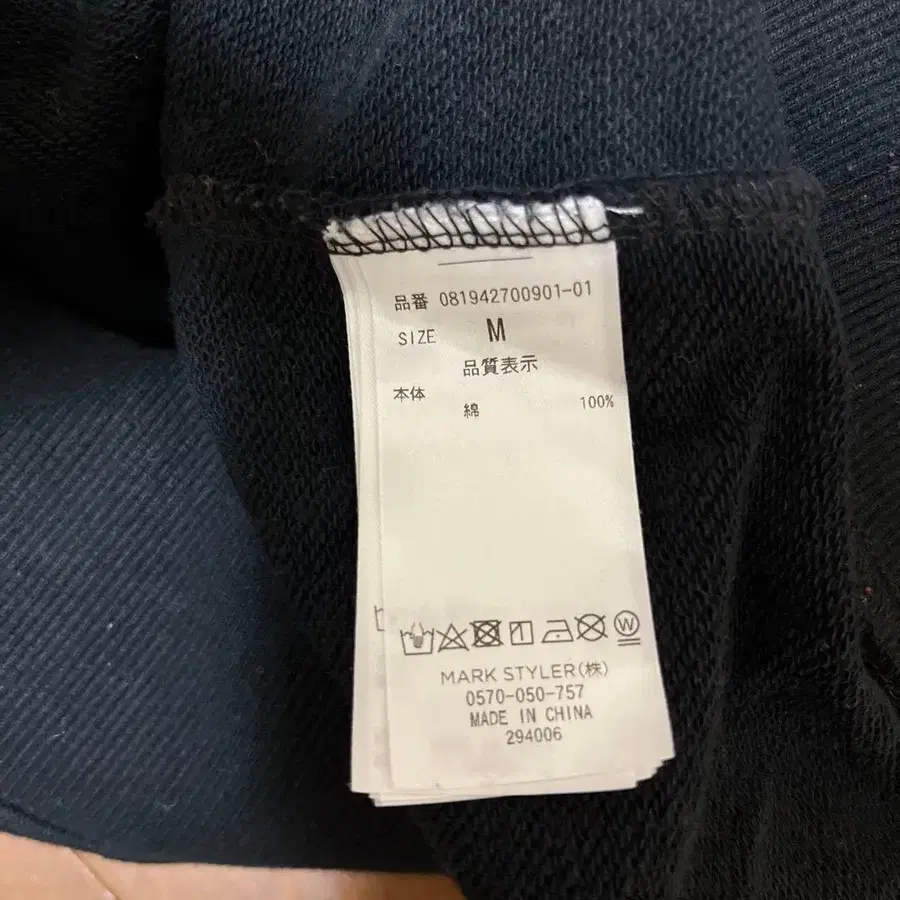 品番 081942700901-01
SIZE M
品質表示
本体
綿 100%
W
MARK STYLER(株)
0570-050-757
MADE IN CHINA
294006